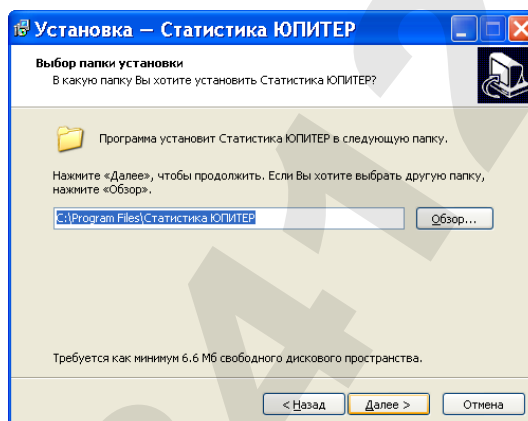 Установка — Статистика ЮПИТЕР
Выбор папки установки
В какую папку Вы хотите установить Статистика ЮПИТЕР?
Программа установит Статистика ЮПИТЕР в следующую папку.
Нажмите «Далее», чтобы продолжить. Если Вы хотите выбрать другую папку,
нажмите «Обзор».
C:\Program Files\Статистика ЮПИТЕР
Обзор...
Требуется как минимум 6.6 Мб свободного дискового пространства.
< Назад Далее > Отмена